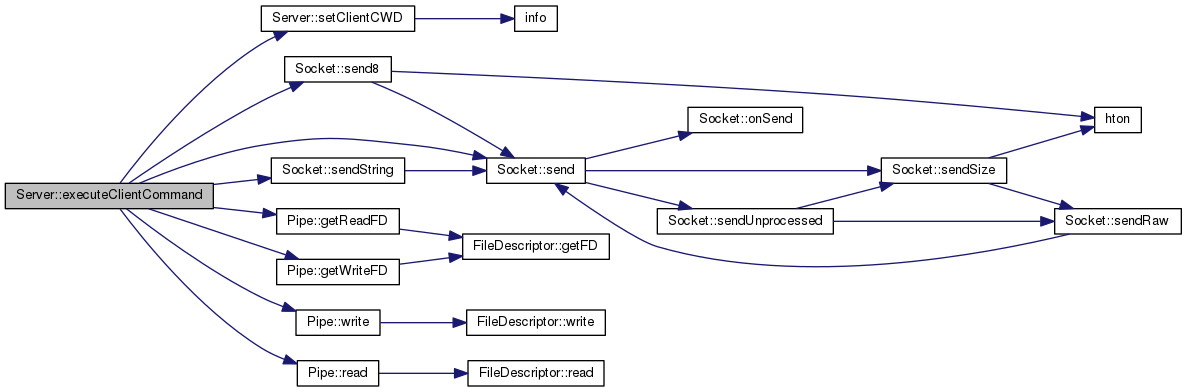 Server::setClientCWD
info
Socket::send8
Socket::onSend
hton
Socket::sendString
Socket::send
Socket::sendSize
Server::executeClientCommand
Pipe::getReadFD
Socket::sendUnprocessed
Socket::sendRaw
FileDescriptor::getFD
Pipe::getWriteFD
Pipe::write
FileDescriptor::write
Pipe::read
FileDescriptor::read